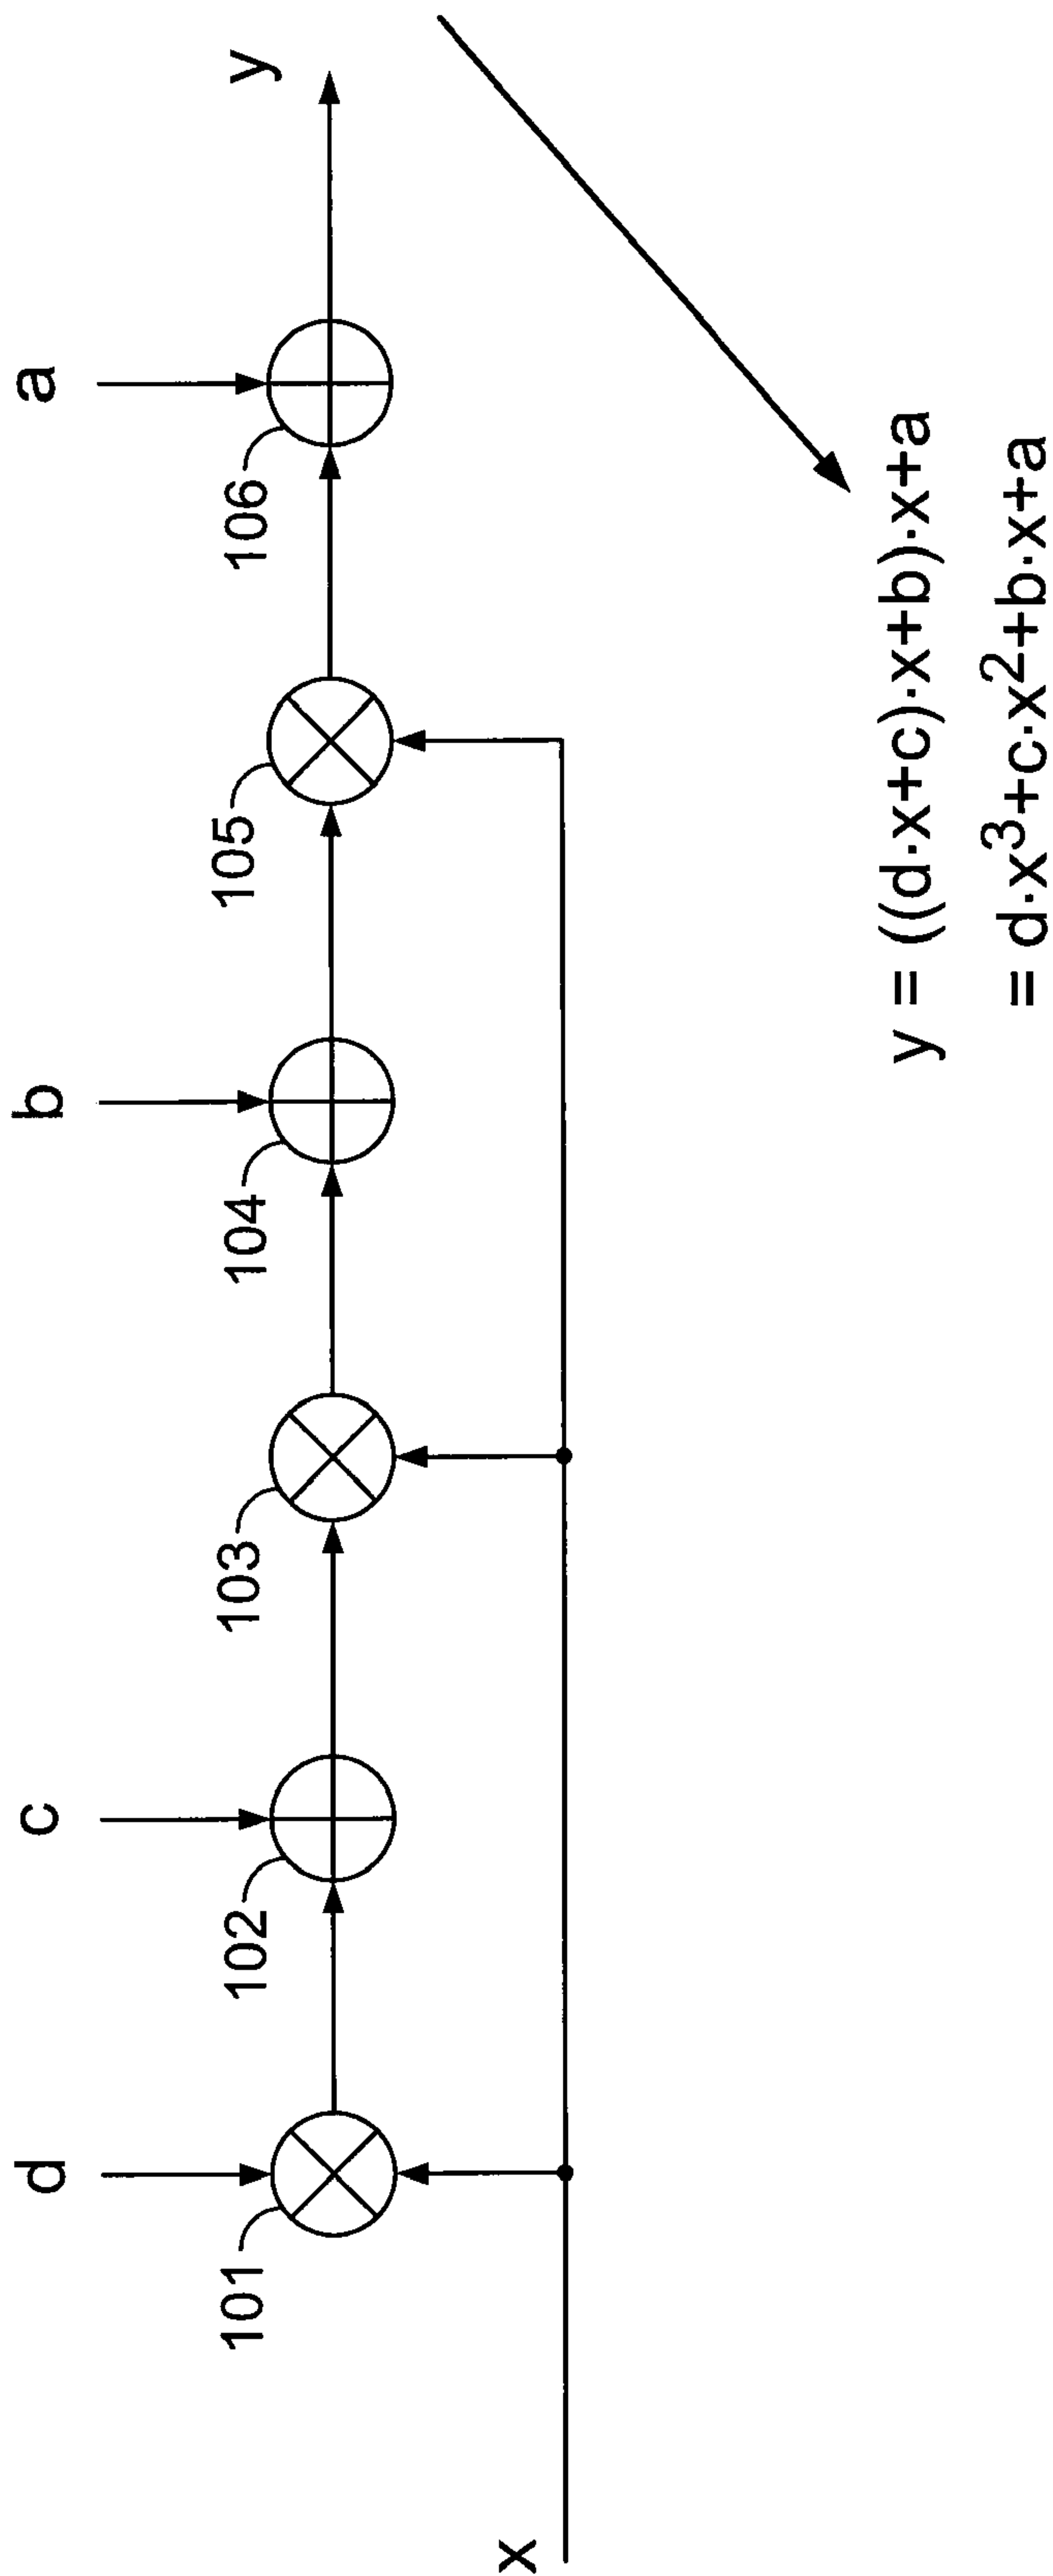 d
c
b
a
101
102
103
104
105
106
y
x
y = ((d·x+c)·x+b)·x+a
= d·x³+c·x²+b·x+a